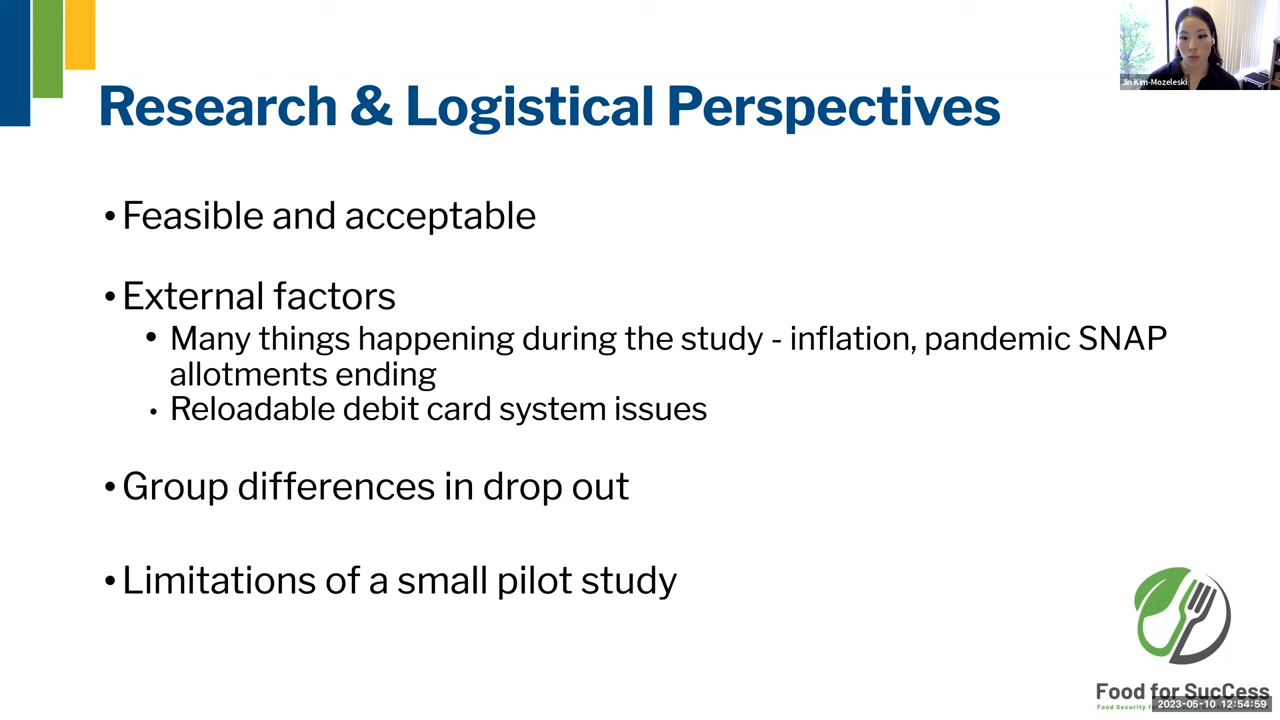 Jin Kim-Mozeleski
Research & Logistical Perspectives
•Feasible and acceptable
•External factors
• Many things happening during the study - inflation, pandemic SNAP
allotments ending
• Reloadable debit card system issues
•Group differences in drop out
•Limitations of a small pilot study
Food for SucCess
Food Security
2023-05-10 12:54:59